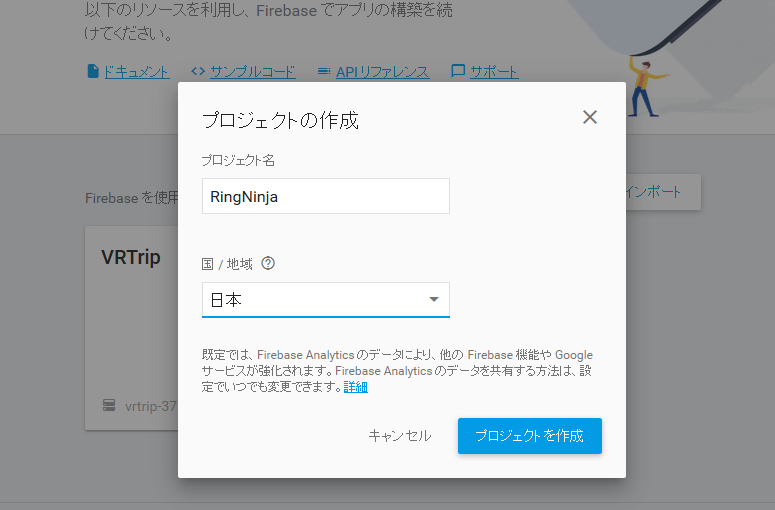 以下のリソースを利用し、Firebase でアプリの構築を続
けてください。
ドキュメント <> サンプルコード API リファレンス サポート
プロジェクトの作成
プロジェクト名
RingNinja
Firebase を使用
インポート
VRTrip
国 / 地域 ?
日本
既定では、Firebase Analytics のデータにより、他の Firebase 機能や Google
サービスが強化されます。Firebase Analytics のデータを共有する方法は、設
定でいつでも変更できます。詳細
vrtrip-37
キャンセル
プロジェクトを作成